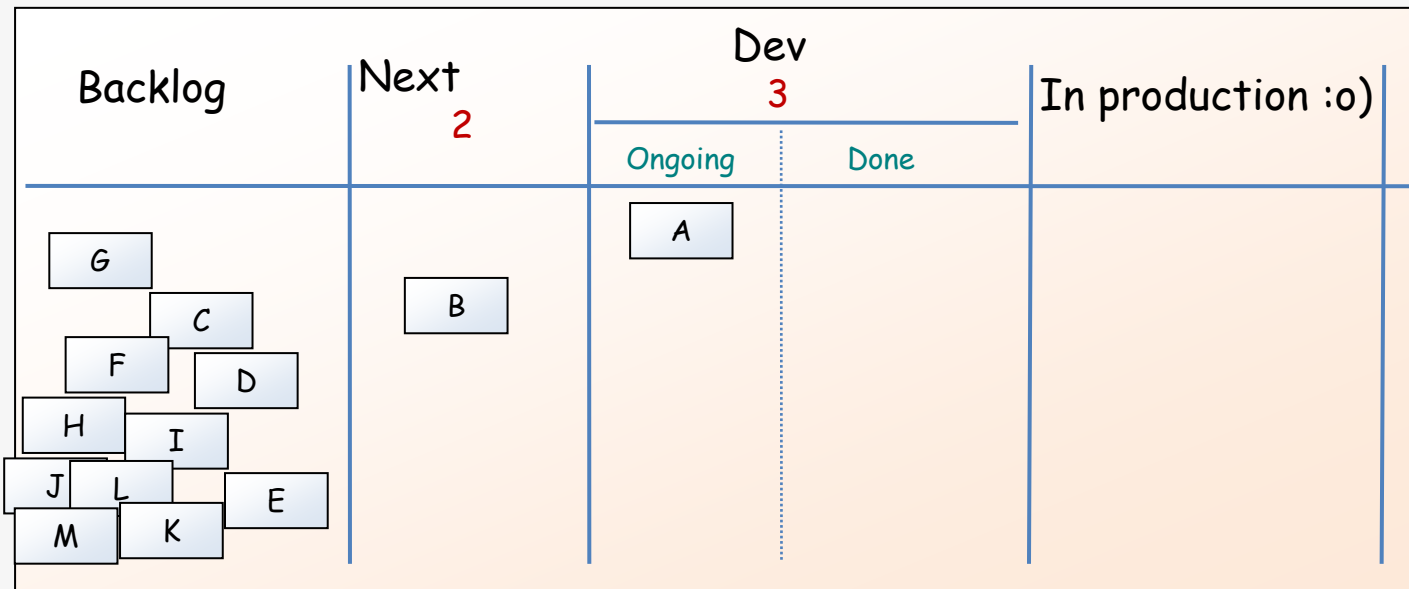 Backlog
Next
2
Dev
3
In production :o)
Ongoing
Done
G
C
F
D
H
I
J
L
E
M
K
B
A